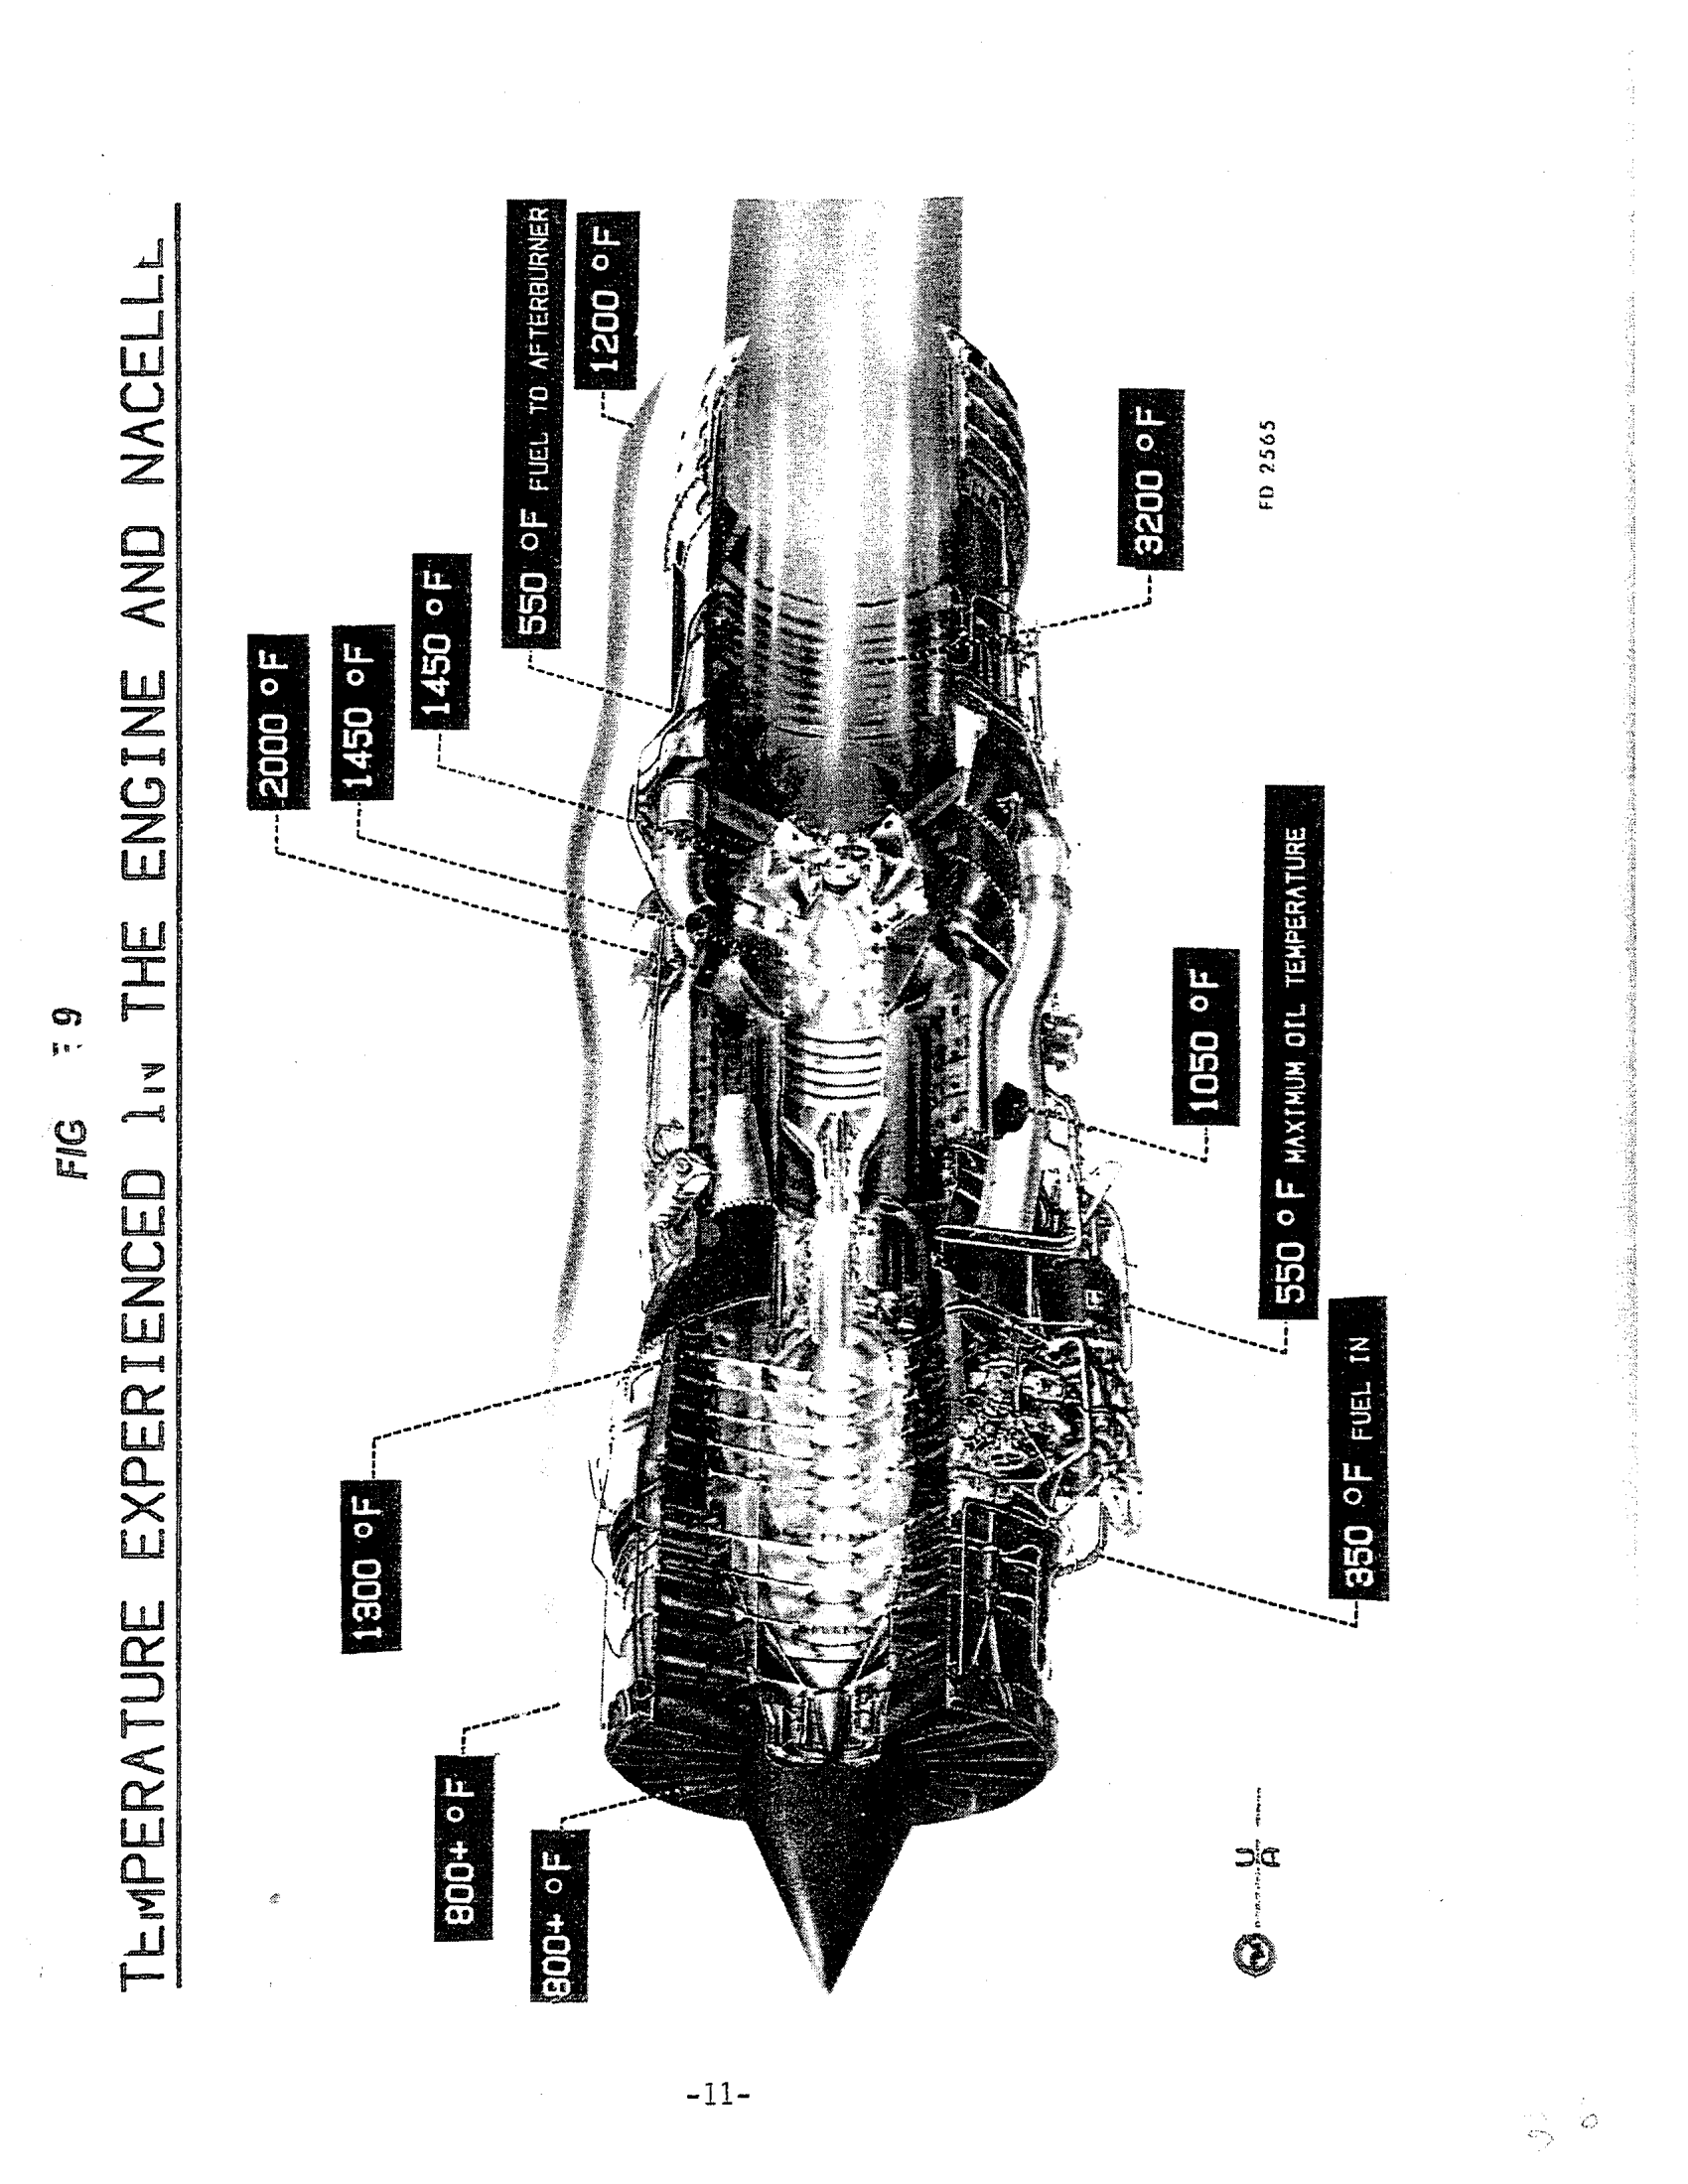 FIG 9
TEMPERATURE EXPERIENCED IN THE ENGINE AND NACELLE
2000 °F
1450 °F
1450 °F
550 °F FUEL TO AFTERBURNER
1200 °F
1300 °F
800+ °F
800+ °F
3200 °F
1050 °F
550 °F MAXIMUM OIL TEMPERATURE
350 °F FUEL IN
FD 2565
U
A
-11-